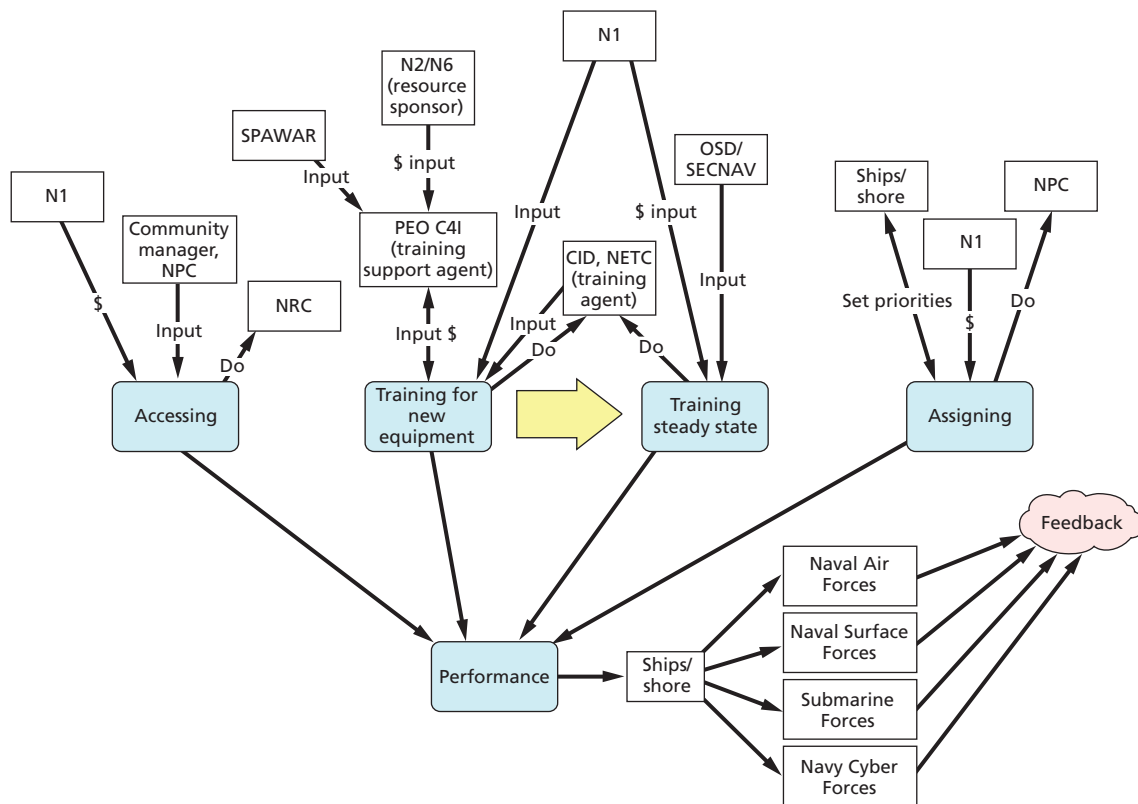 N1
N2/N6
(resource
sponsor)
SPAWAR
$ input
Input
OSD/
SECNAV
Ships/
shore
NPC
N1
Community
manager,
NPC
PEO C4I
(training
support agent)
Input
$ input
CID, NETC
(training
agent)
N1
Input
NRC
$
Input
Do
Input $
Input
Do
Do
Set priorities
$
Do
Accessing
Training for
new
equipment
Training
steady state
Assigning
Feedback
Naval Air
Forces
Naval Surface
Forces
Performance
Ships/
shore
Submarine
Forces
Navy Cyber
Forces